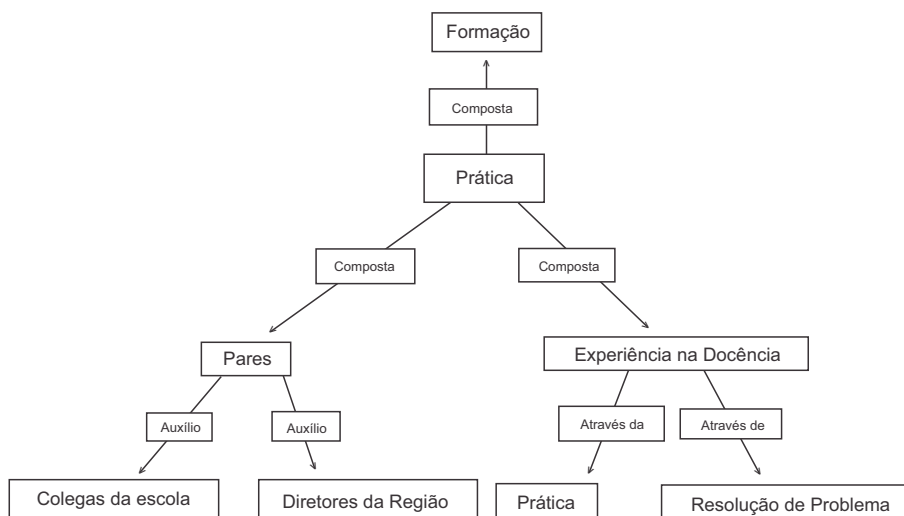 Formação
Composta
Prática
Composta
Composta
Pares
Experiência na Docência
Auxílio
Auxílio
Através da
Através de
Colegas da escola
Diretores da Região
Prática
Resolução de Problema